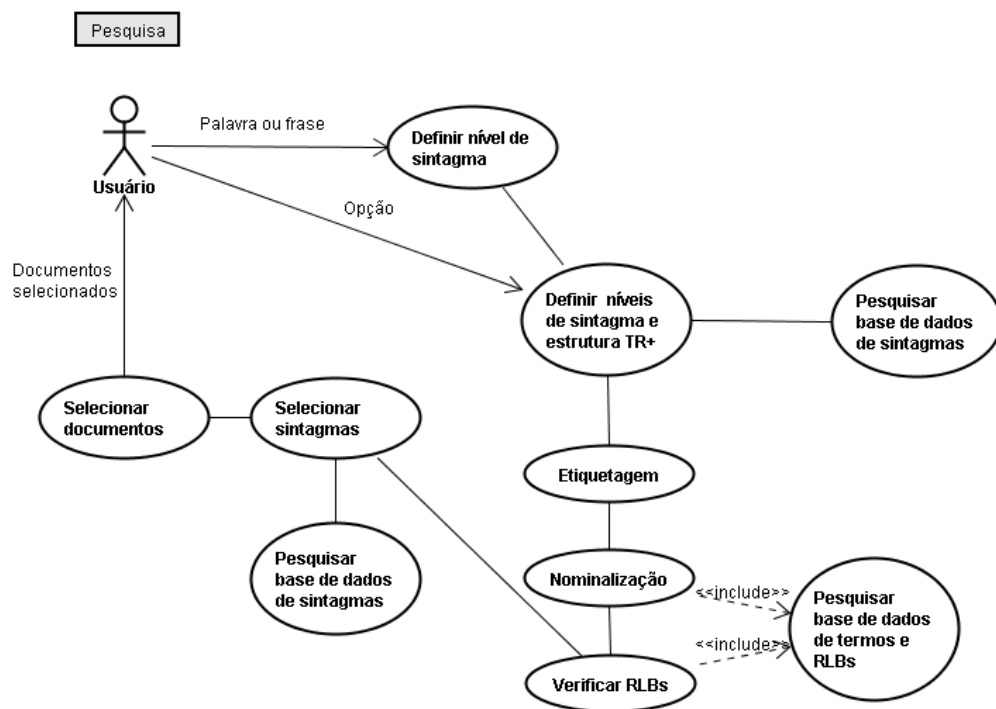 Pesquisa
Palavra ou frase
Definir nível de
sintagma
Usuário
Opção
Documentos
selecionados
Definir níveis
de sintagma e
estrutura TR+
Pesquisar
base de dados
de sintagmas
Selecionar
documentos
Selecionar
sintagmas
Etiquetagem
Pesquisar
base de dados
de sintagmas
Nominalização
<<include>>
Pesquisar
base de dados
de termos e
RLBs
<<include>>
Verificar RLBs